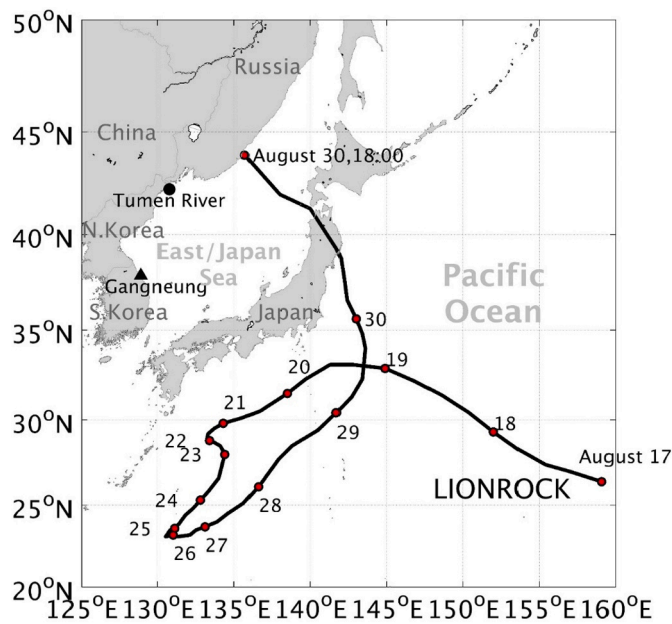 50°N
Russia
45°N
China
August 30,18:00
Tumen River
N.Korea
40°N
East/Japan
Sea
Pacific
Ocean
Gangneung
S.Korea
Japan
30
35°N
19
20
21
18
30°N
22
29
23
August 17
28
LIONROCK
24
25°N
25
27
26
20°N
125°E
130°E
135°E
140°E
145°E
150°E
155°E
160°E